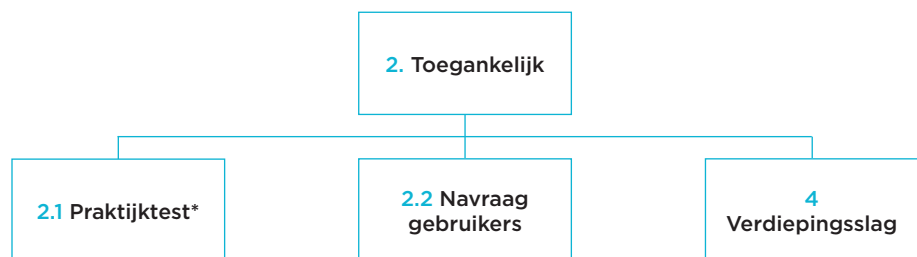 2. Toegankelijk
2.1 Praktijktest*
2.2 Navraag
gebruikers
4
Verdiepingsslag